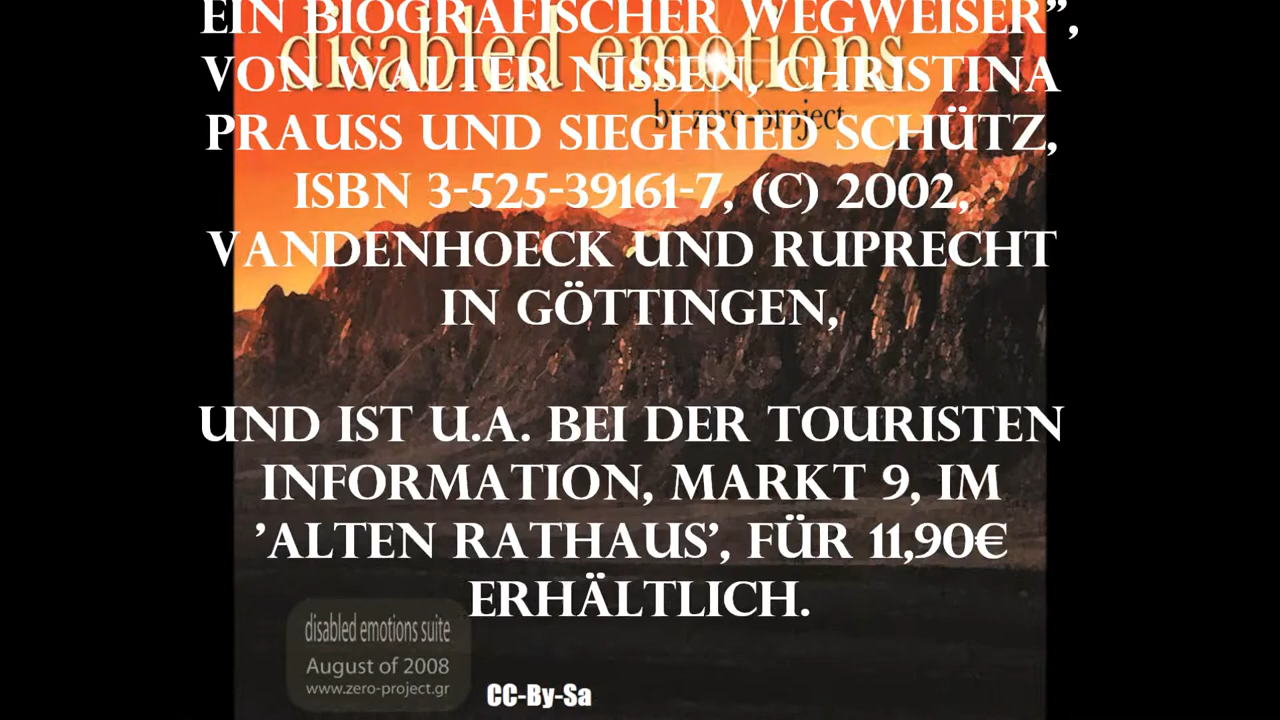 EIN BIOGRAFISCHER WEGWEISER”,
disabled emotions
VON WALTER NISSEN, CHRISTINA
by zero-project
PRAUSS UND SIEGFRIED SCHÜTZ,
ISBN 3-525-39161-7, (C) 2002,
VANDENHOECK UND RUPRECHT
IN GÖTTINGEN,
UND IST U.A. BEI DER TOURISTEN
INFORMATION, MARKT 9, IM
’ALTEN RATHAUS’, FÜR 11,90€
ERHÄLTLICH.
disabled emotions suite
August of 2008
www.zero-project.gr
CC-By-Sa